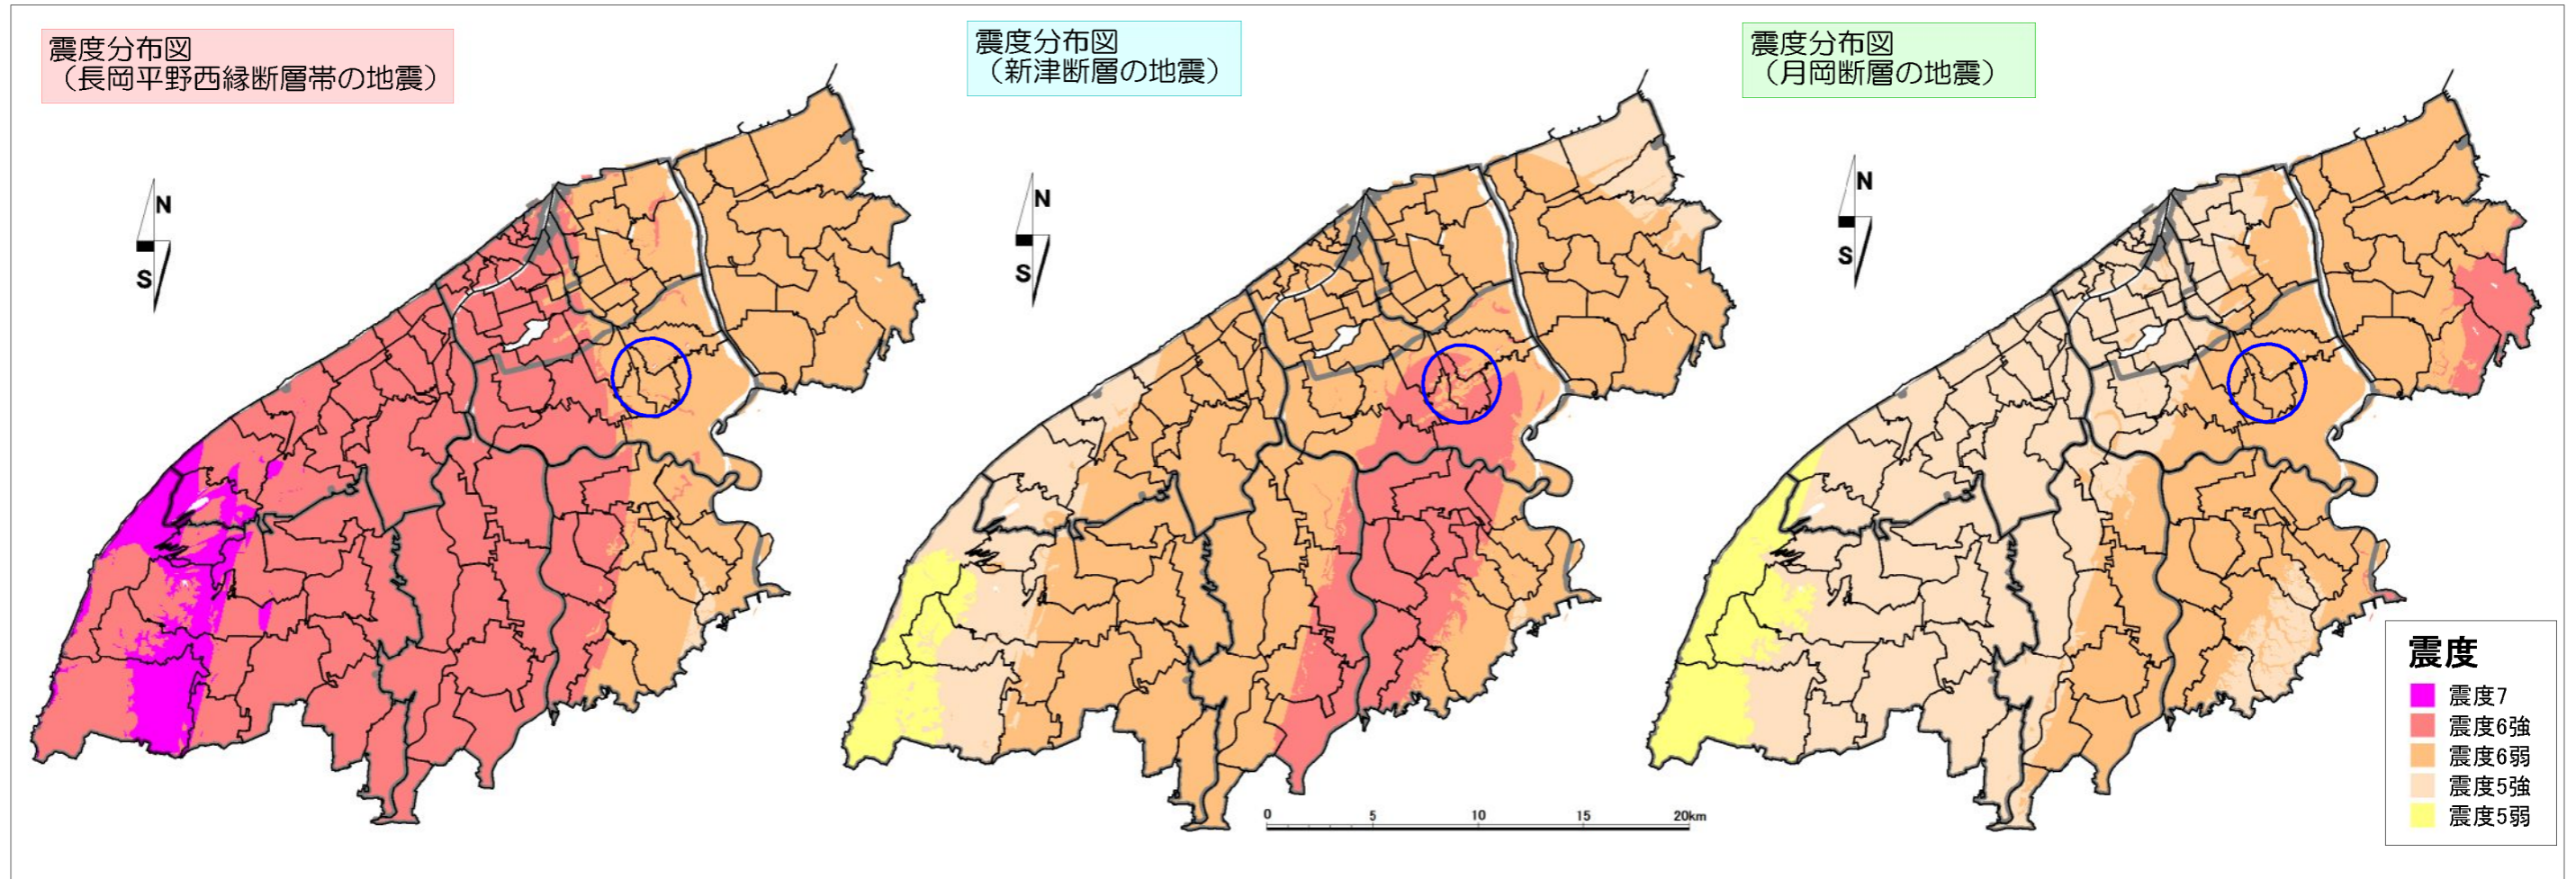 震度分布図
（長岡平野西縁断層帯の地震）
震度分布図
（新津断層の地震）
震度分布図
（月岡断層の地震）
N
S
N
S
N
S
0 5 10 15 20km
震度
震度7
震度6強
震度6弱
震度5強
震度5弱